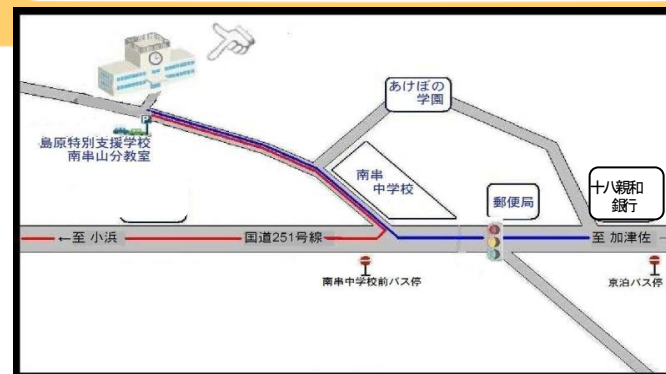 あけぼの
学園
島原特別支援学校
南串山分教室
南串
中学校
郵便局
十八親和
銀行
←至 小浜
国道251号線
至 加津佐
南串中学校前バス停
京泊バス停
P